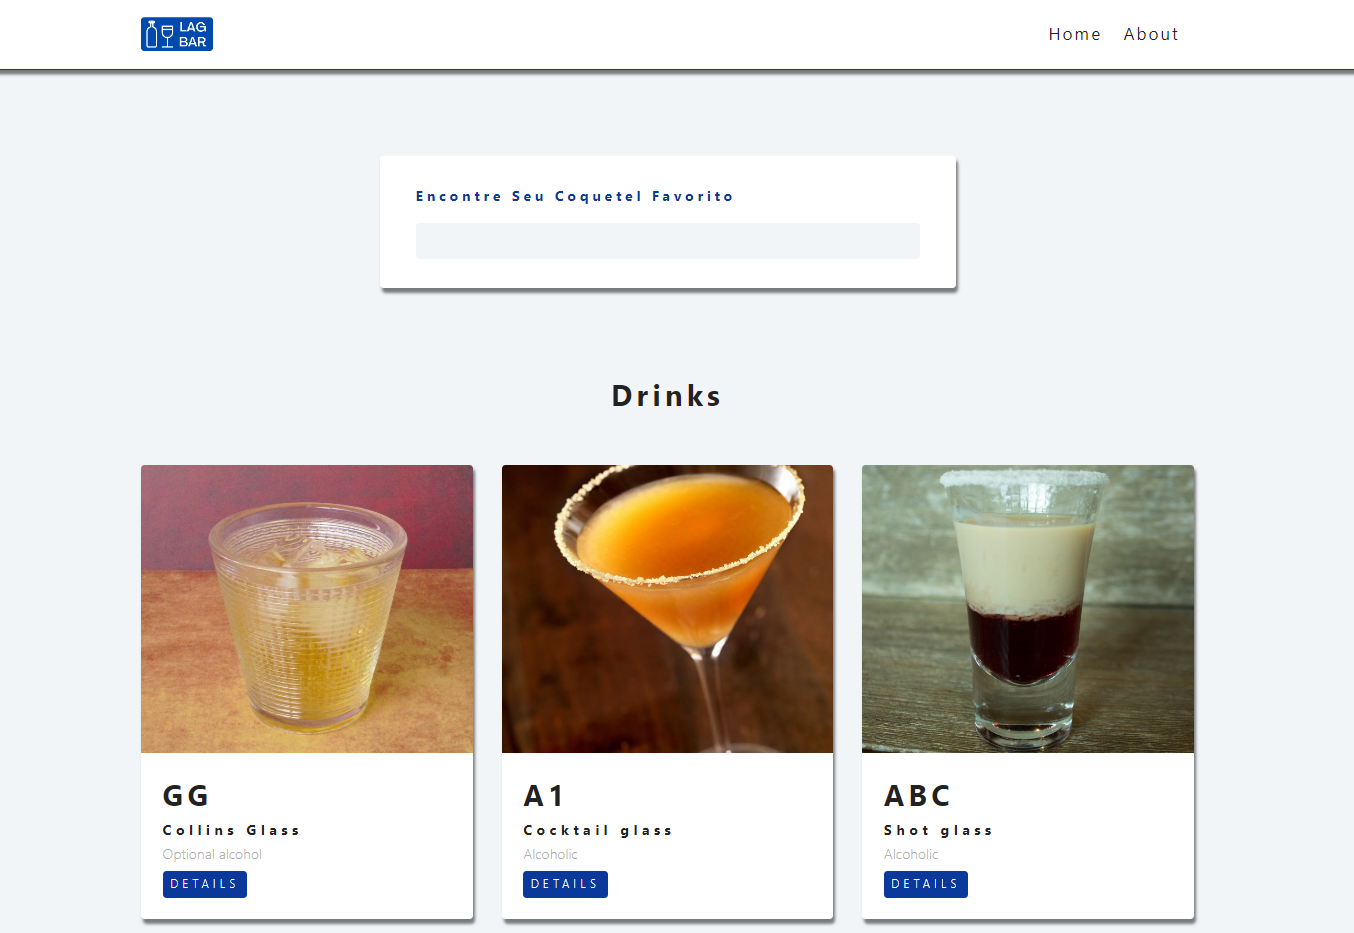 LAG
BAR
Home About
Encontre Seu Coquetel Favorito
Drinks
GG
Collins Glass
Optional alcohol
DETAILS
A1
Cocktail glass
Alcoholic
DETAILS
ABC
Shot glass
Alcoholic
DETAILS